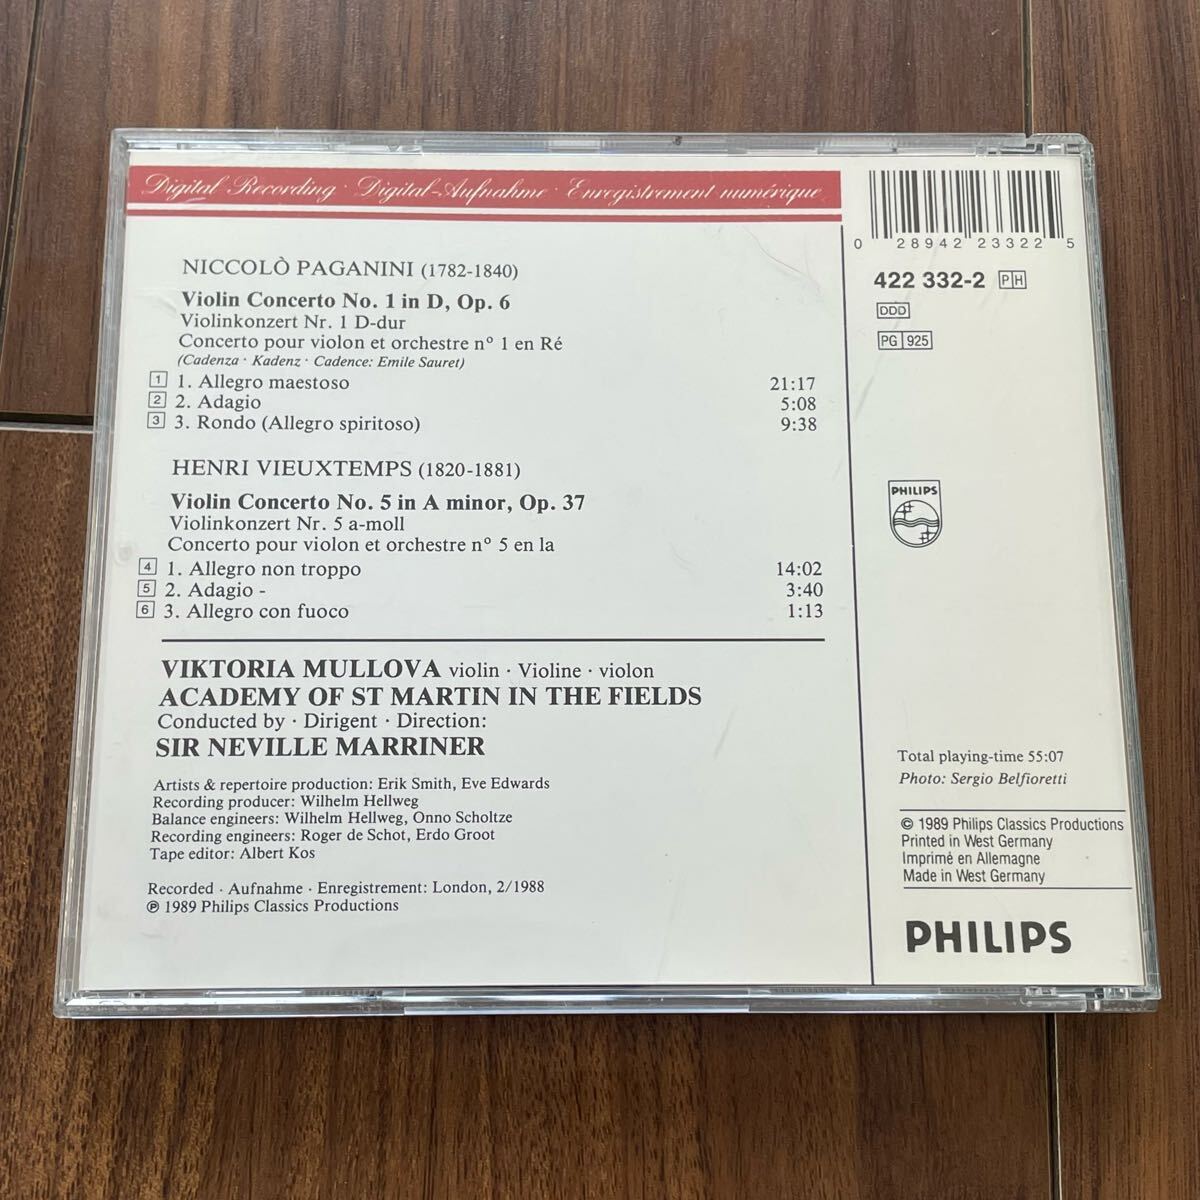 Digital Recording · Digital-Aufnahme · Enregistrement numérique
NICCOLÒ PAGANINI (1782-1840)
Violin Concerto No. 1 in D, Op. 6
Violinkonzert Nr. 1 D-dur
Concerto pour violon et orchestre n° 1 en Ré
(Cadenza · Kadenz · Cadence: Emile Sauret)
1 1. Allegro maestoso 21:17
2 2. Adagio 5:08
3 3. Rondo (Allegro spiritoso) 9:38
HENRI VIEUXTEMPS (1820-1881)
Violin Concerto No. 5 in A minor, Op. 37
Violinkonzert Nr. 5 a-moll
Concerto pour violon et orchestre n° 5 en la
4 1. Allegro non troppo 14:02
5 2. Adagio - 3:40
6 3. Allegro con fuoco 1:13
VIKTORIA MULLOVA violin · Violine · violon
ACADEMY OF ST MARTIN IN THE FIELDS
Conducted by · Dirigent · Direction:
SIR NEVILLE MARRINER
Artists & repertoire production: Erik Smith, Eve Edwards
Recording producer: Wilhelm Hellweg
Balance engineers: Wilhelm Hellweg, Onno Scholtze
Recording engineers: Roger de Schot, Erdo Groot
Tape editor: Albert Kos
Recorded · Aufnahme · Enregistrement: London, 2/1988
℗ 1989 Philips Classics Productions
0 28942 23322 5
422 332-2 PH
DDD
PG 925
PHILIPS
Total playing-time 55:07
Photo: Sergio Belfioretti
© 1989 Philips Classics Productions
Printed in West Germany
Imprimé en Allemagne
Made in West Germany
PHILIPS